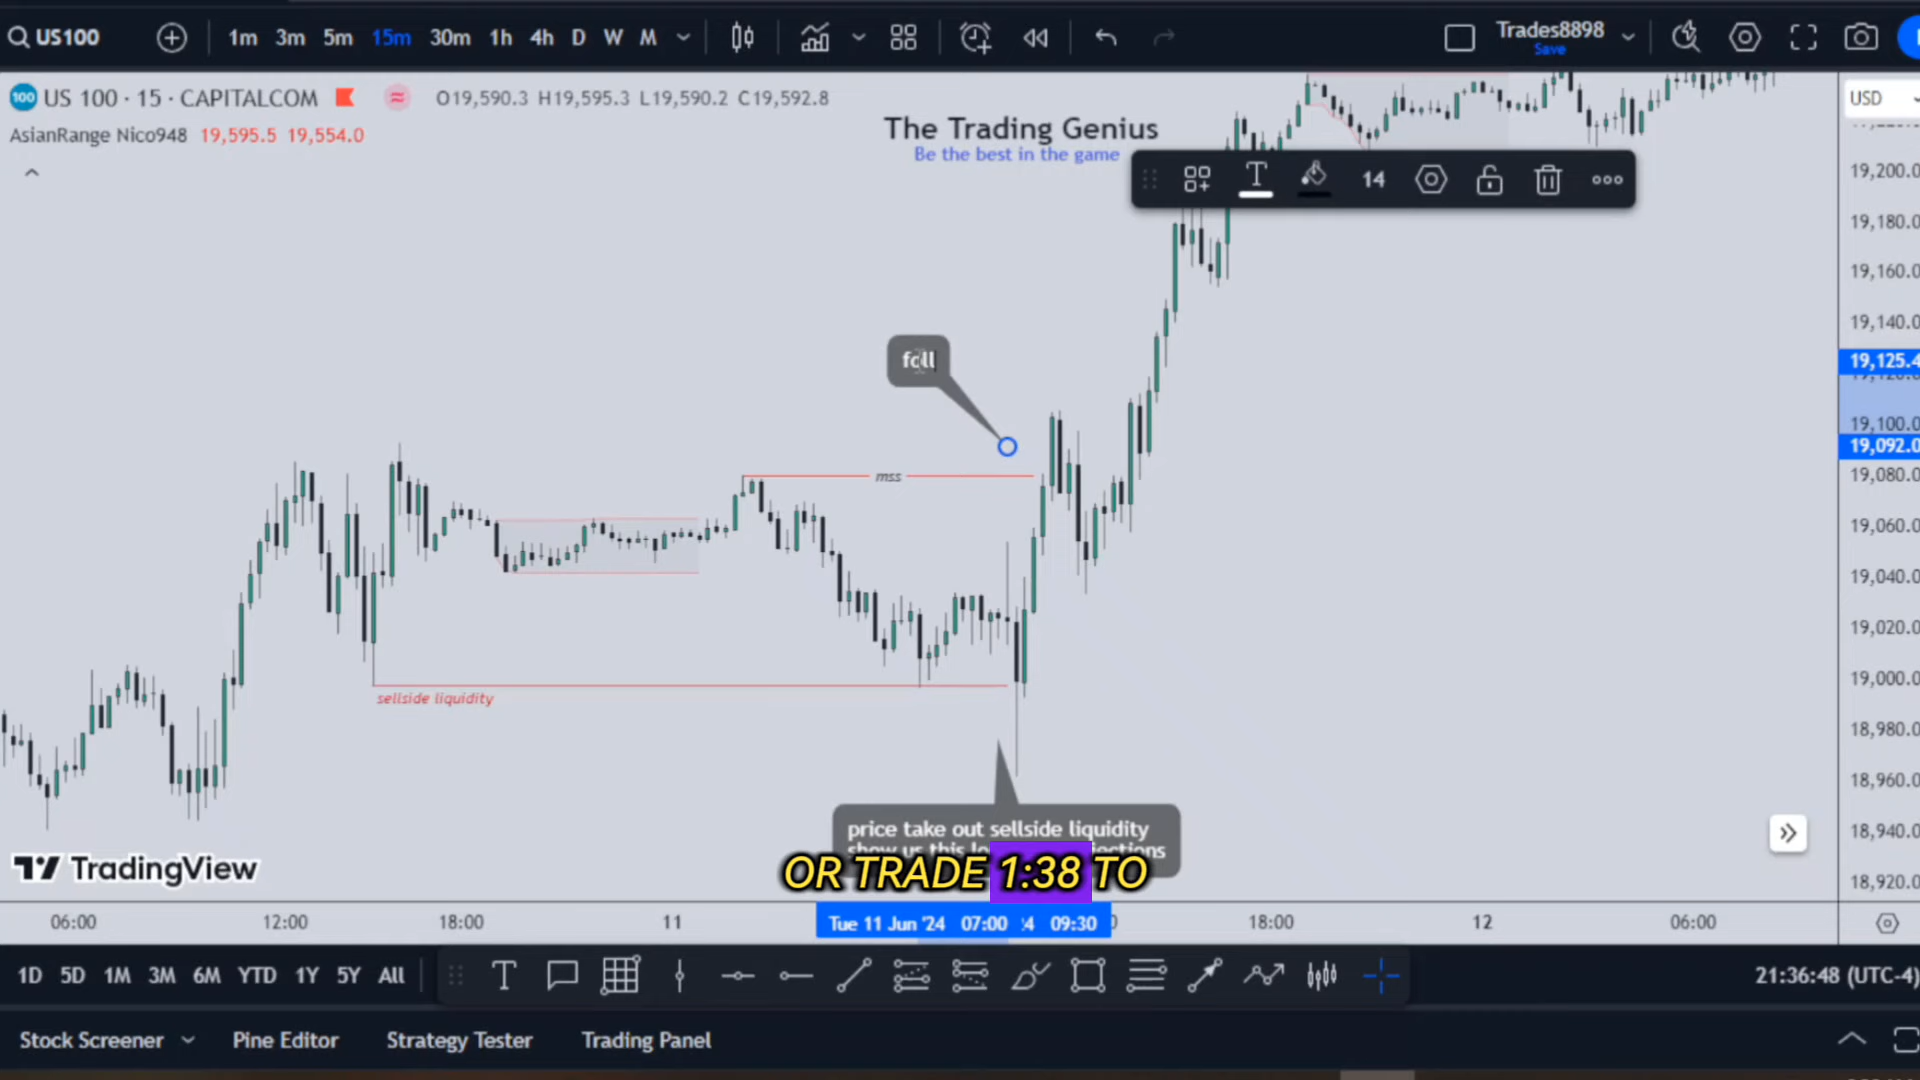 US100 1m 3m 5m 15m 30m 1h 4h D W M Trades8898
Save
100 US 100 · 15 · CAPITALCOM O19,590.3 H19,595.3 L19,590.2 C19,592.8 USD
AsianRange Nico948 19,595.5 19,554.0
The Trading Genius
Be the best in the game
14
19,200.0
19,180.0
19,160.0
19,140.0
19,125.4
foll
19,100.0
19,092.0
mss
19,080.0
19,060.0
19,040.0
19,020.0
19,000.0
sellside liquidity
18,980.0
18,960.0
price take out sellside liquidity
18,940.0
show us this
OR TRADE 1:38 TO
TradingView
18,920.0
06:00 12:00 18:00 11 Tue 11 Jun '24 07:00 09:30 18:00 12 06:00
1D 5D 1M 3M 6M YTD 1Y 5Y All 21:36:48 (UTC-4)
Stock Screener Pine Editor Strategy Tester Trading Panel